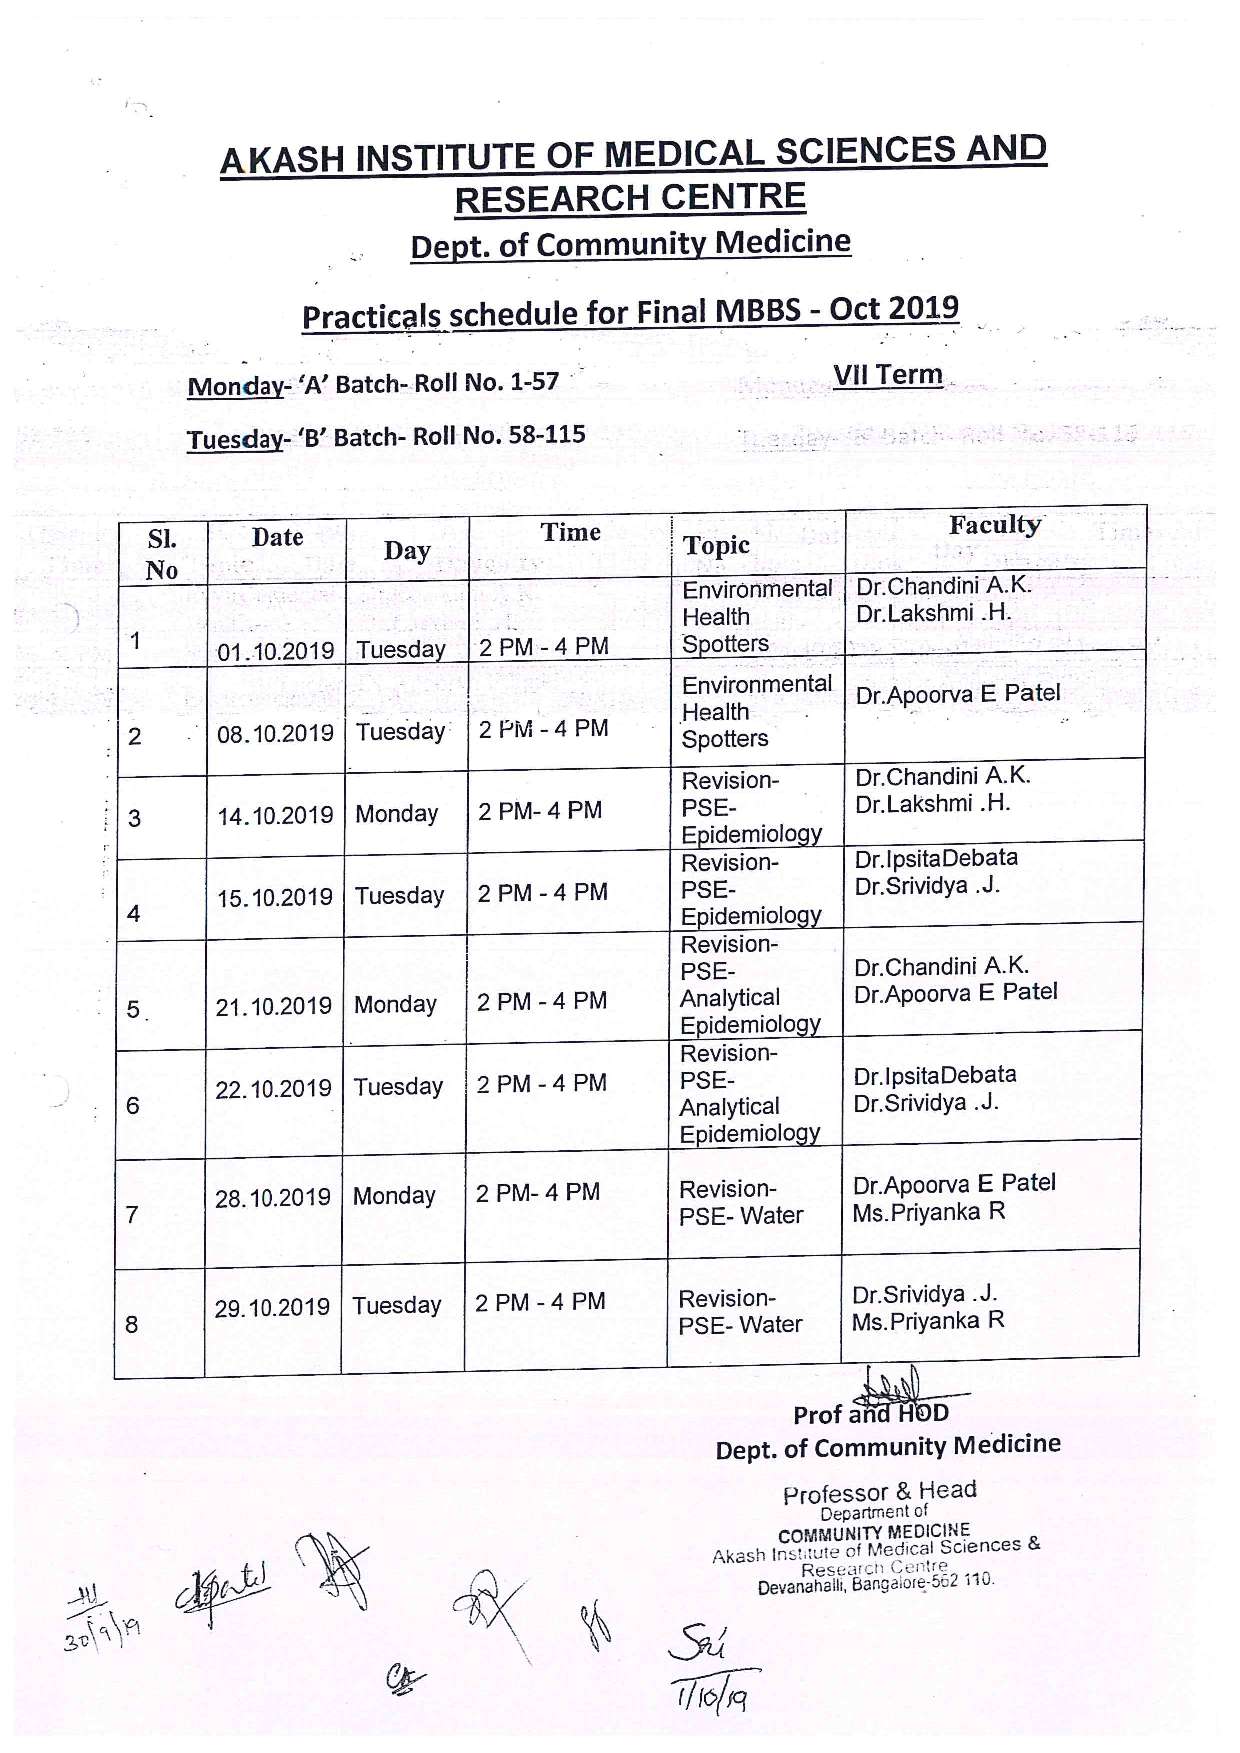 AKASH INSTITUTE OF MEDICAL SCIENCES AND
RESEARCH CENTRE
Dept. of Community Medicine
Practicals schedule for Final MBBS - Oct 2019
Monday- ‘A’ Batch- Roll No. 1-57
VII Term
Tuesday- ‘B’ Batch- Roll No. 58-115
Sl. No Date Day Time Topic Faculty
1 01.10.2019 Tuesday 2 PM - 4 PM Environmental Health Spotters Dr.Chandini A.K. Dr.Lakshmi .H.
2 08.10.2019 Tuesday 2 PM - 4 PM Environmental Health Spotters Dr.Apoorva E Patel
3 14.10.2019 Monday 2 PM- 4 PM Revision- PSE- Epidemiology Dr.Chandini A.K. Dr.Lakshmi .H.
4 15.10.2019 Tuesday 2 PM - 4 PM Revision- PSE- Epidemiology Dr.IpsitaDebata Dr.Srividya .J.
5 21.10.2019 Monday 2 PM - 4 PM Revision- PSE- Analytical Epidemiology Dr.Chandini A.K. Dr.Apoorva E Patel
6 22.10.2019 Tuesday 2 PM - 4 PM Revision- PSE- Analytical Epidemiology Dr.IpsitaDebata Dr.Srividya .J.
7 28.10.2019 Monday 2 PM- 4 PM Revision- PSE- Water Dr.Apoorva E Patel Ms.Priyanka R
8 29.10.2019 Tuesday 2 PM - 4 PM Revision- PSE- Water Dr.Srividya .J. Ms.Priyanka R
Prof and HOD
Dept. of Community Medicine
Professor & Head
Department of
COMMUNITY MEDICINE
Akash Institute of Medical Sciences &
Research Centre
Devanahalli, Bangalore-562 110.
30/9/19
Sri
1/10/19